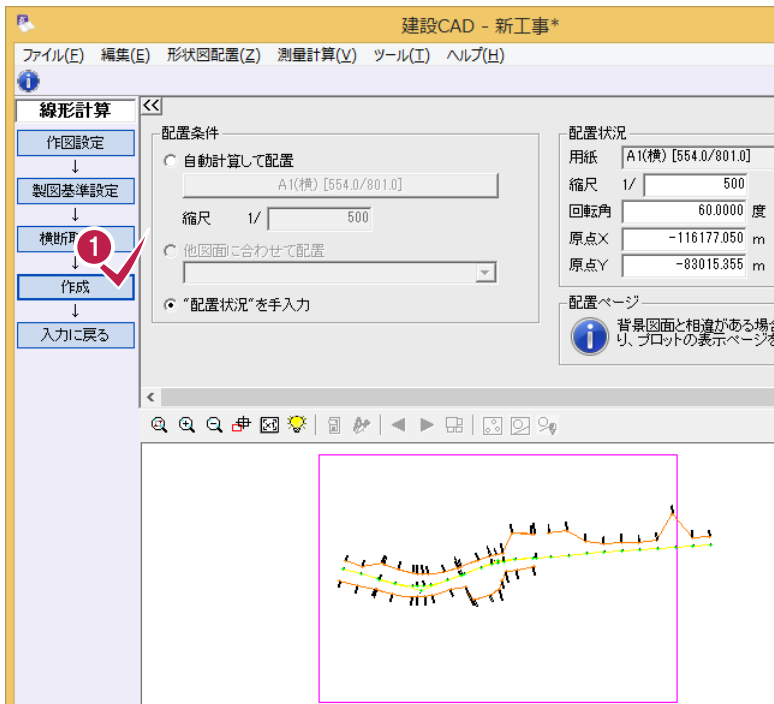 建設CAD - 新工事*
ファイル(F) 編集(E) 形状図配置(Z) 測量計算(V) ツール(T) ヘルプ(H)
線形計算
<<
作図設定
↓
製図基準設定
↓
横断
1
↓
作成
↓
入力に戻る
配置条件
自動計算して配置
A1(横) [554.0/801.0]
縮尺 1/ 500
他図面に合わせて配置
"配置状況"を手入力
配置状況
用紙 A1(横) [554.0/801.0]
縮尺 1/ 500
回転角 60.0000 度
原点X -116177.050 m
原点Y -83015.355 m
配置ページ
背景図面と相違がある場合
り、プロットの表示ページを